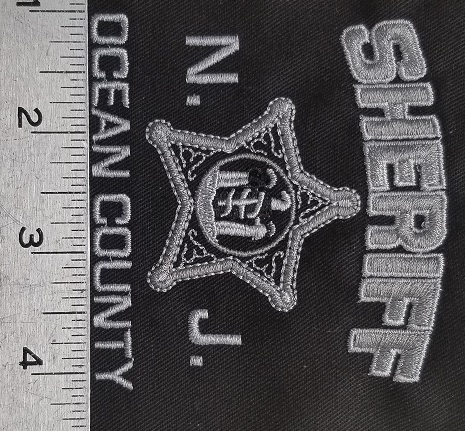 SHERIFF
N. J.
OCEAN COUNTY
1 2 3 4